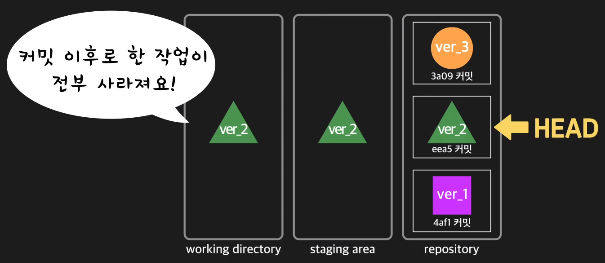 커밋 이후로 한 작업이
전부 사라져요!
ver_2
ver_2
ver_3
3a09 커밋
ver_2
eea5 커밋
HEAD
ver_1
4af1 커밋
working directory
staging area
repository